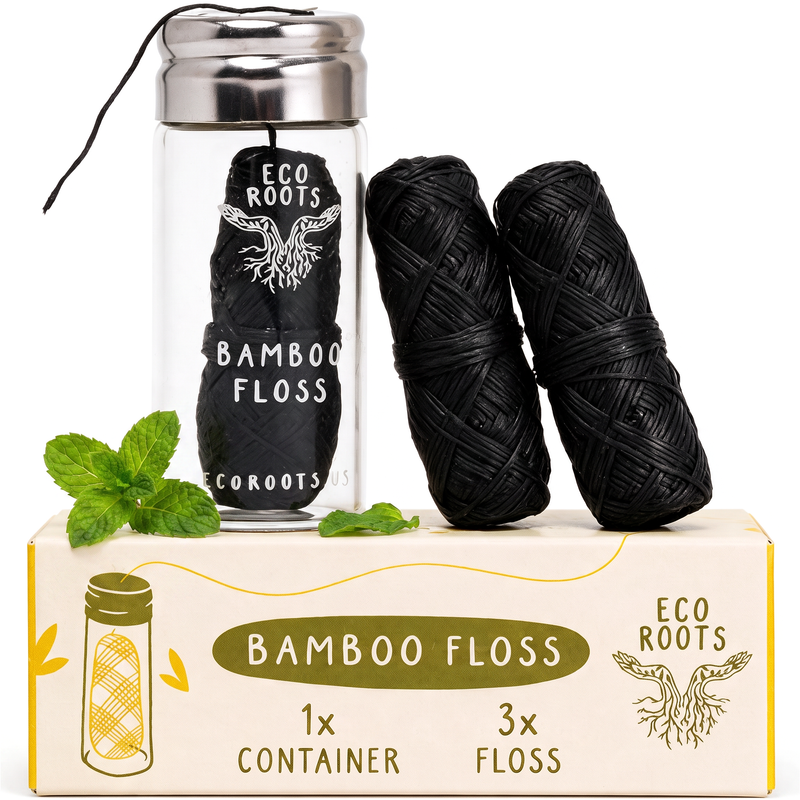 ECO
ROOTS
BAMBOO
FLOSS
ECOROOTS.US
BAMBOO FLOSS
1x
CONTAINER
3x
FLOSS
ECO
ROOTS